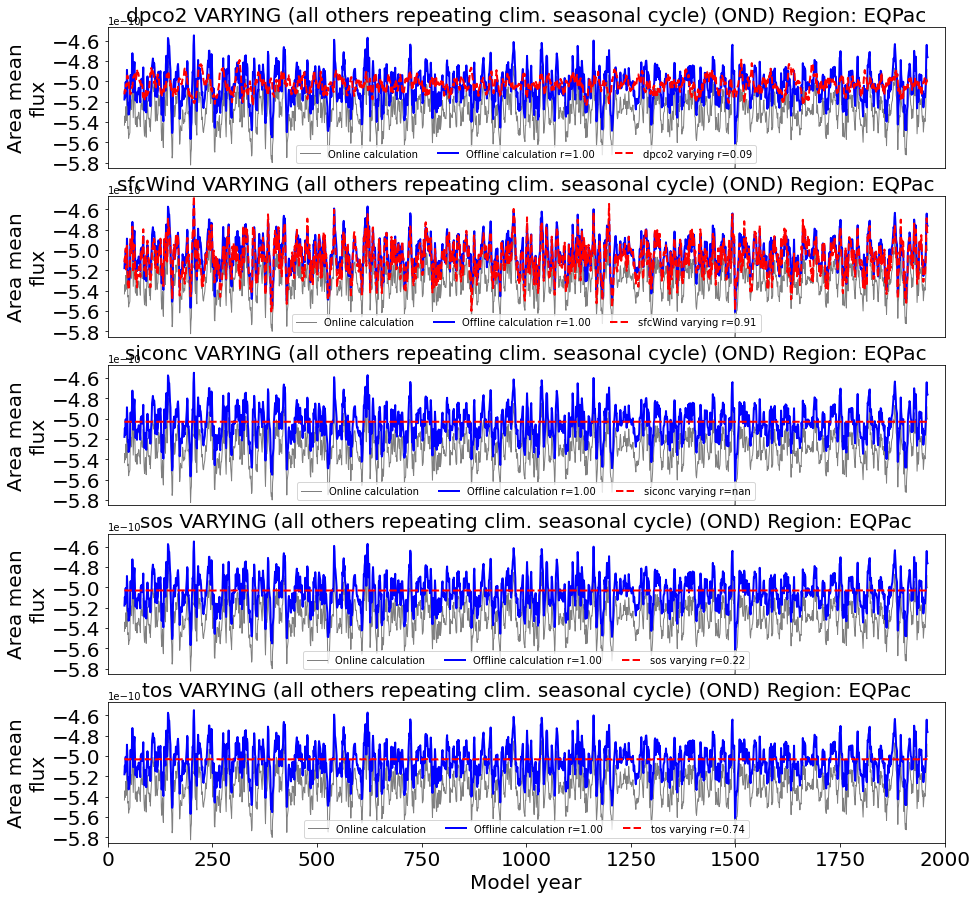 dpco2 VARYING (all others repeating clim. seasonal cycle) (OND) Region: EQPac
1e−10
−4.6
−4.8
−5.0
−5.2
−5.4
−5.6
−5.8
Area mean
flux
Online calculation Offline calculation r=1.00 dpco2 varying r=0.09
sfcWind VARYING (all others repeating clim. seasonal cycle) (OND) Region: EQPac
1e−10
−4.6
−4.8
−5.0
−5.2
−5.4
−5.6
−5.8
Area mean
flux
Online calculation Offline calculation r=1.00 sfcWind varying r=0.91
siconc VARYING (all others repeating clim. seasonal cycle) (OND) Region: EQPac
1e−10
−4.6
−4.8
−5.0
−5.2
−5.4
−5.6
−5.8
Area mean
flux
Online calculation Offline calculation r=1.00 siconc varying r=nan
sos VARYING (all others repeating clim. seasonal cycle) (OND) Region: EQPac
1e−10
−4.6
−4.8
−5.0
−5.2
−5.4
−5.6
−5.8
Area mean
flux
Online calculation Offline calculation r=1.00 sos varying r=0.22
tos VARYING (all others repeating clim. seasonal cycle) (OND) Region: EQPac
1e−10
−4.6
−4.8
−5.0
−5.2
−5.4
−5.6
−5.8
Area mean
flux
Online calculation Offline calculation r=1.00 tos varying r=0.74
0 250 500 750 1000 1250 1500 1750 2000
Model year